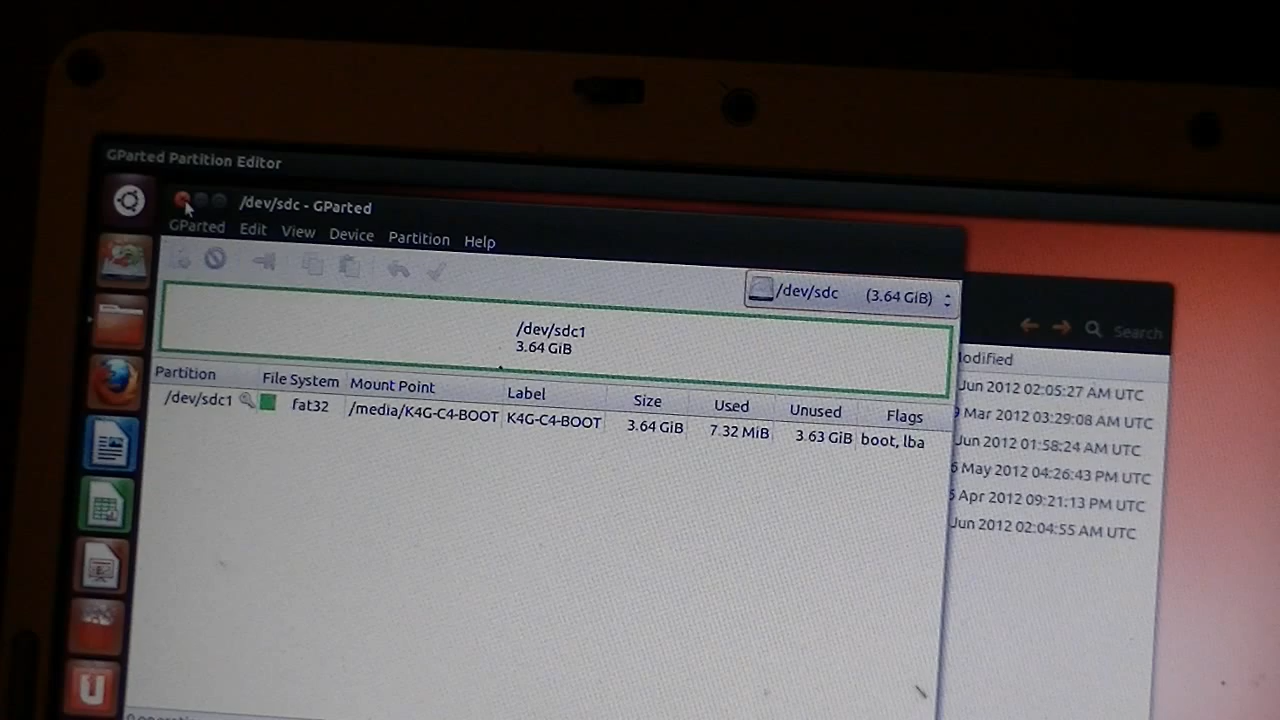 GParted Partition Editor
/dev/sdc - GParted
GParted Edit View Device Partition Help
/dev/sdc (3.64 GiB)
/dev/sdc1
3.64 GiB
Partition File System Mount Point Label Size Used Unused Flags
/dev/sdc1 fat32 /media/K4G-C4-BOOT K4G-C4-BOOT 3.64 GiB 7.32 MiB 3.63 GiB boot, lba
Search
odified
Jun 2012 02:05:27 AM UTC
Mar 2012 03:29:08 AM UTC
Jun 2012 01:58:24 AM UTC
May 2012 04:26:43 PM UTC
Apr 2012 09:21:13 PM UTC
Jun 2012 02:04:55 AM UTC